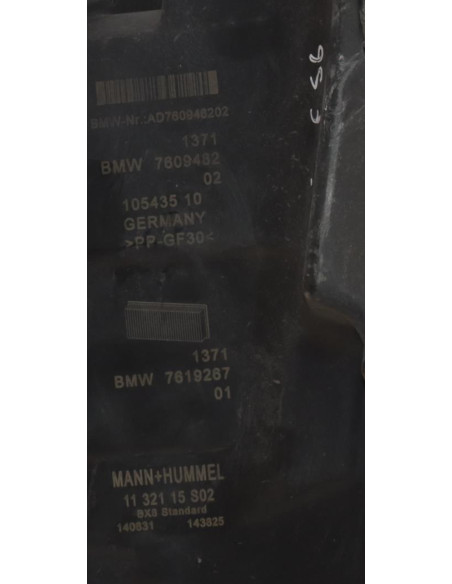 BMW-Nr.:AD760948202
1371
BMW 7609482
02
105435 10
GERMANY
>PP-GF30<
1371
BMW 7619267
01
MANN+HUMMEL
11 321 15 S02
BX8 Standard
140831 143825